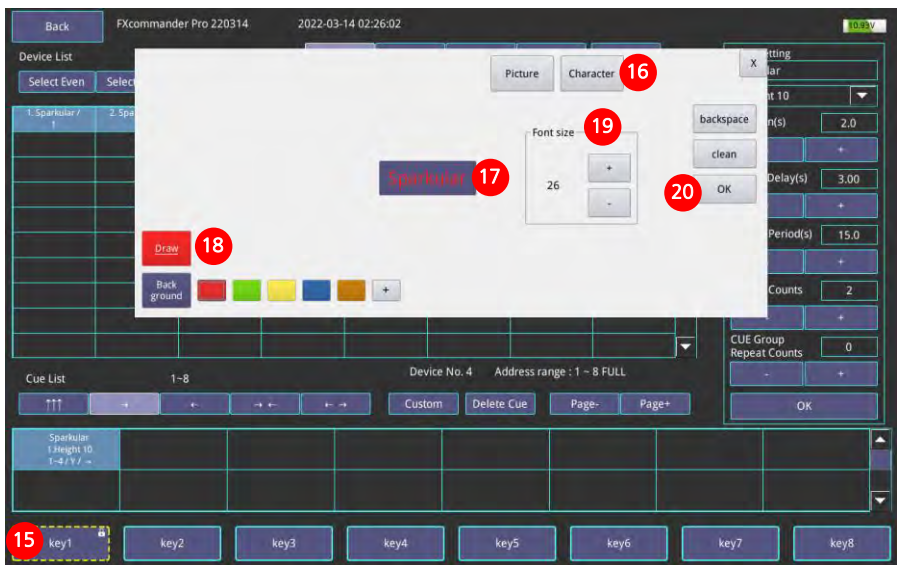 Back FXcommander Pro 220314 2022-03-14 02:26:02 10.93V
Device List
Select Even
Picture Character 16 X
backspace
clean
20 OK
Font size 19
26 + -
Sparkular 17
Draw 18
Back
ground
+
1. Sparkular /
1
2.
2.0
+
Delay(s) 3.00
+
Period(s) 15.0
+
Counts 2
- +
CUE Group
Repeat Counts 0
- +
OK
Device No. 4 Address range : 1 ~ 8 FULL
Cue List 1~8
↑↑↑ → ← → ← ← → Custom Delete Cue Page- Page+
Sparkular
1.Height 10
1~4 / Y / →
15 key1 key2 key3 key4 key5 key6 key7 key8